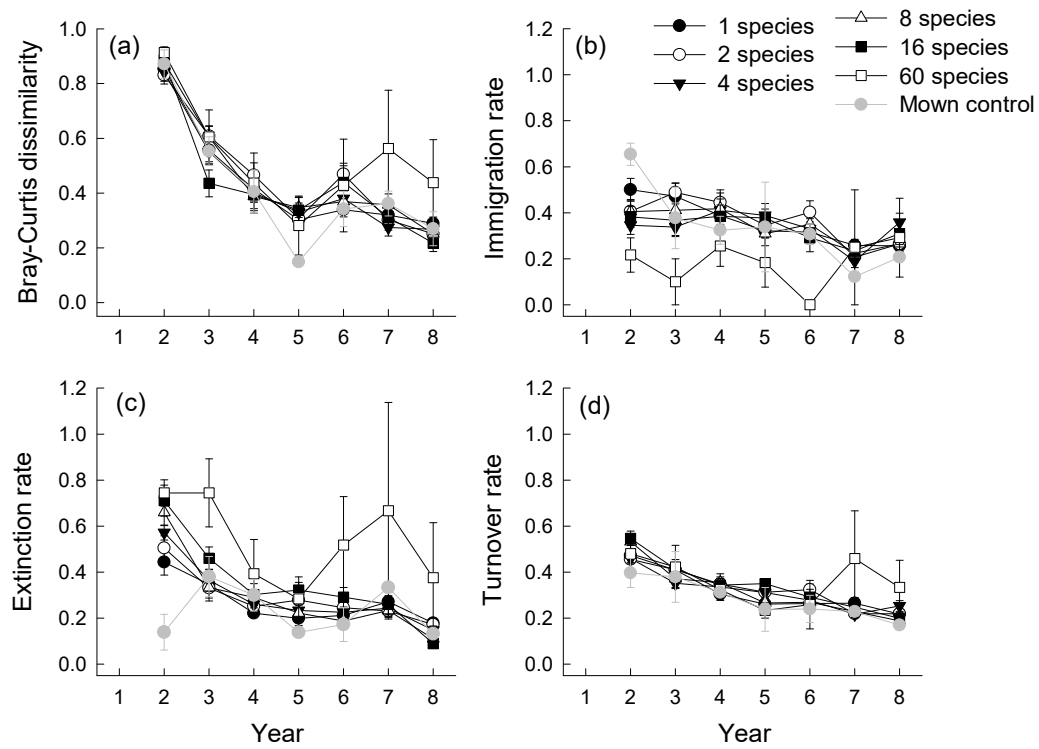 1 species
2 species
4 species
8 species
16 species
60 species
Mown control
(a)
Bray-Curtis dissimilarity
1.0
0.8
0.6
0.4
0.2
0.0
1 2 3 4 5 6 7 8
(b)
Immigration rate
1.2
1.0
0.8
0.6
0.4
0.2
0.0
1 2 3 4 5 6 7 8
(c)
Extinction rate
1.2
1.0
0.8
0.6
0.4
0.2
0.0
1 2 3 4 5 6 7 8
Year
(d)
Turnover rate
1.2
1.0
0.8
0.6
0.4
0.2
0.0
1 2 3 4 5 6 7 8
Year